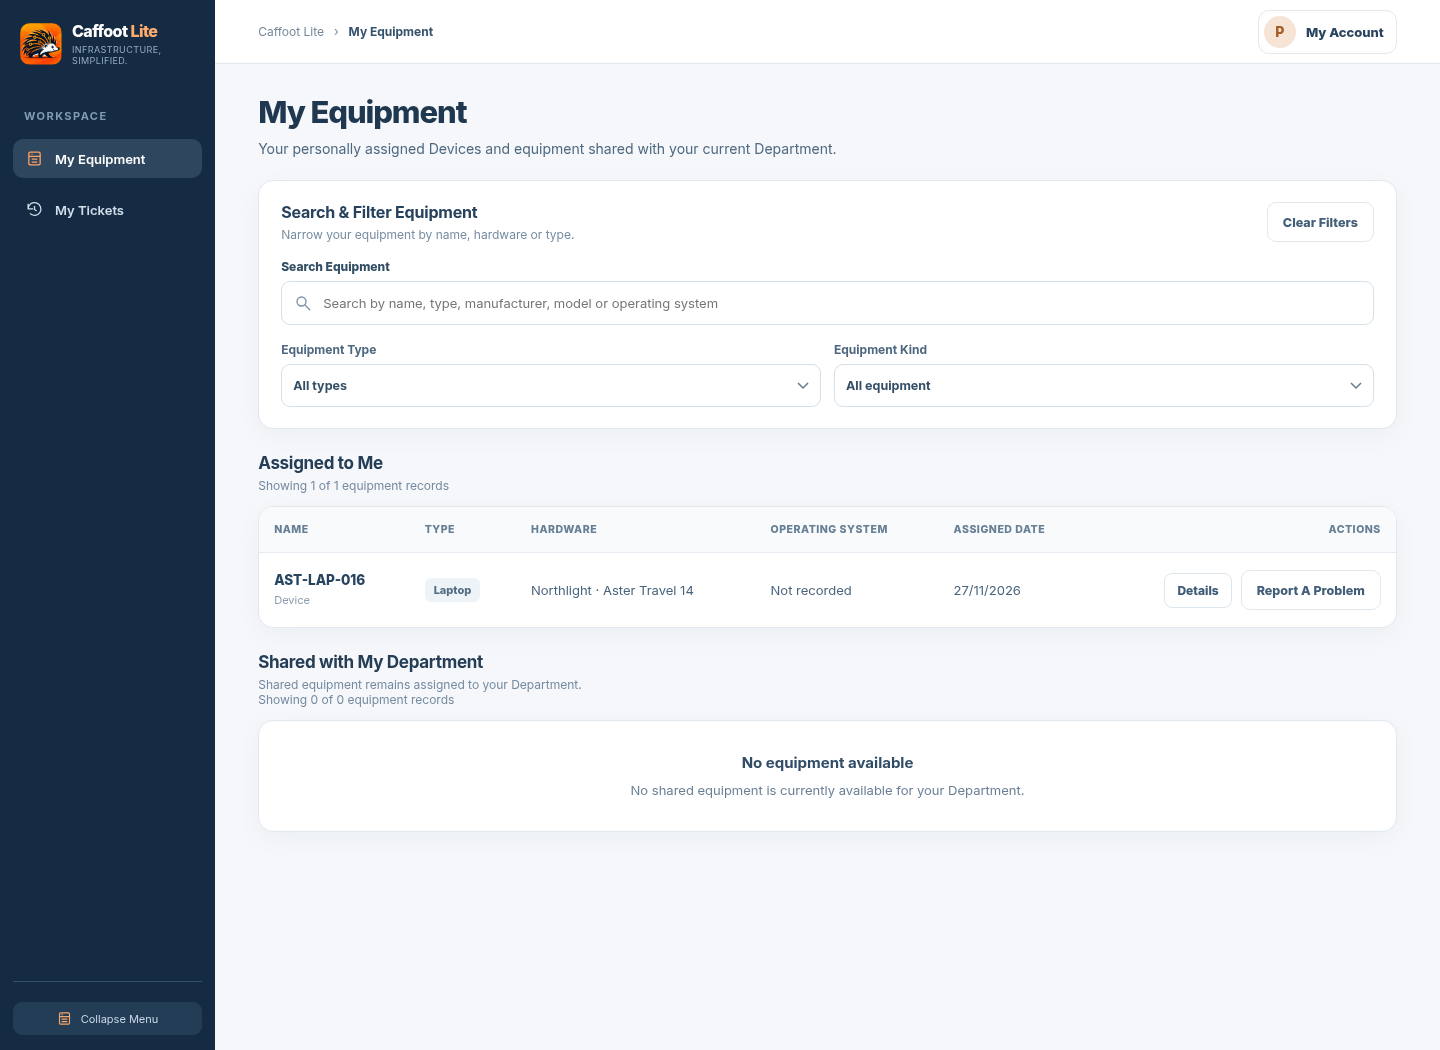 Caffoot Lite
INFRASTRUCTURE,
SIMPLIFIED.
WORKSPACE
My Equipment
My Tickets
Collapse Menu
Caffoot Lite › My Equipment
P My Account
My Equipment
Your personally assigned Devices and equipment shared with your current Department.
Search & Filter Equipment
Narrow your equipment by name, hardware or type.
Clear Filters
Search Equipment
Search by name, type, manufacturer, model or operating system
Equipment Type Equipment Kind
All types All equipment
Assigned to Me
Showing 1 of 1 equipment records
NAME TYPE HARDWARE OPERATING SYSTEM ASSIGNED DATE ACTIONS
AST-LAP-016
Device
Laptop Northlight · Aster Travel 14 Not recorded 27/11/2026 Details Report A Problem
Shared with My Department
Shared equipment remains assigned to your Department.
Showing 0 of 0 equipment records
No equipment available
No shared equipment is currently available for your Department.